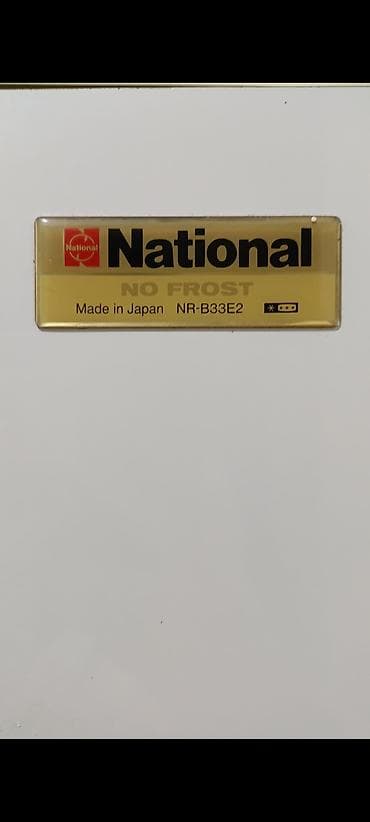 National National
NO FROST
Made in Japan NR-B33E2